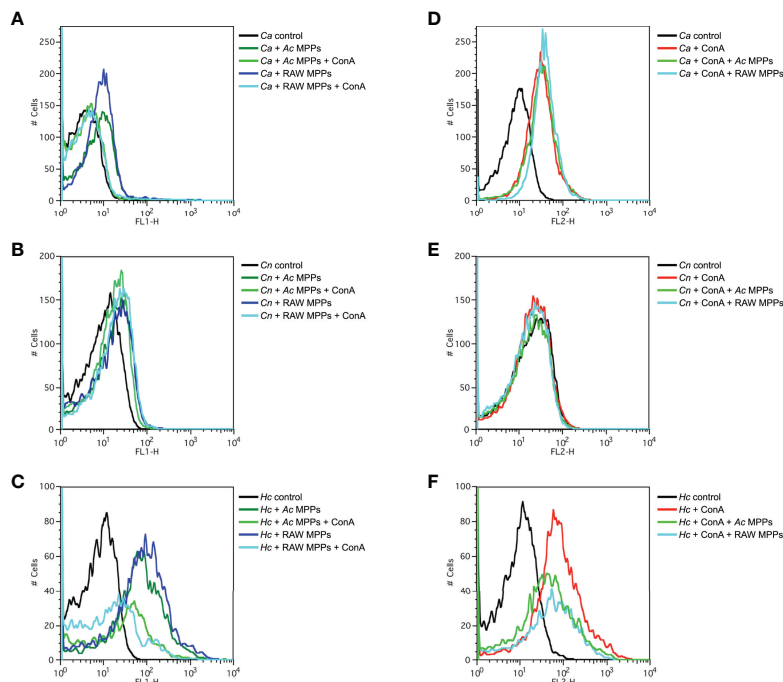 A
Ca control
Ca + Ac MPPs
Ca + Ac MPPs + ConA
Ca + RAW MPPs
Ca + RAW MPPs + ConA
# Cells
250
200
150
100
50
0
10^0 10^1 10^2 10^3 10^4
FL1-H
D
Ca control
Ca + ConA
Ca + ConA + Ac MPPs
Ca + ConA + RAW MPPs
# Cells
250
200
150
100
50
0
10^0 10^1 10^2 10^3 10^4
FL2-H
B
Cn control
Cn + Ac MPPs
Cn + Ac MPPs + ConA
Cn + RAW MPPs
Cn + RAW MPPs + ConA
# Cells
200
150
100
50
0
10^0 10^1 10^2 10^3 10^4
FL1-H
E
Cn control
Cn + ConA
Cn + ConA + Ac MPPs
Cn + ConA + RAW MPPs
# Cells
200
150
100
50
0
10^0 10^1 10^2 10^3 10^4
FL2-H
C
Hc control
Hc + Ac MPPs
Hc + Ac MPPs + ConA
Hc + RAW MPPs
Hc + RAW MPPs + ConA
# Cells
100
80
60
40
20
0
10^0 10^1 10^2 10^3 10^4
FL1-H
F
Hc control
Hc + ConA
Hc + ConA + Ac MPPs
Hc + ConA + RAW MPPs
# Cells
100
80
60
40
20
0
10^0 10^1 10^2 10^3 10^4
FL2-H